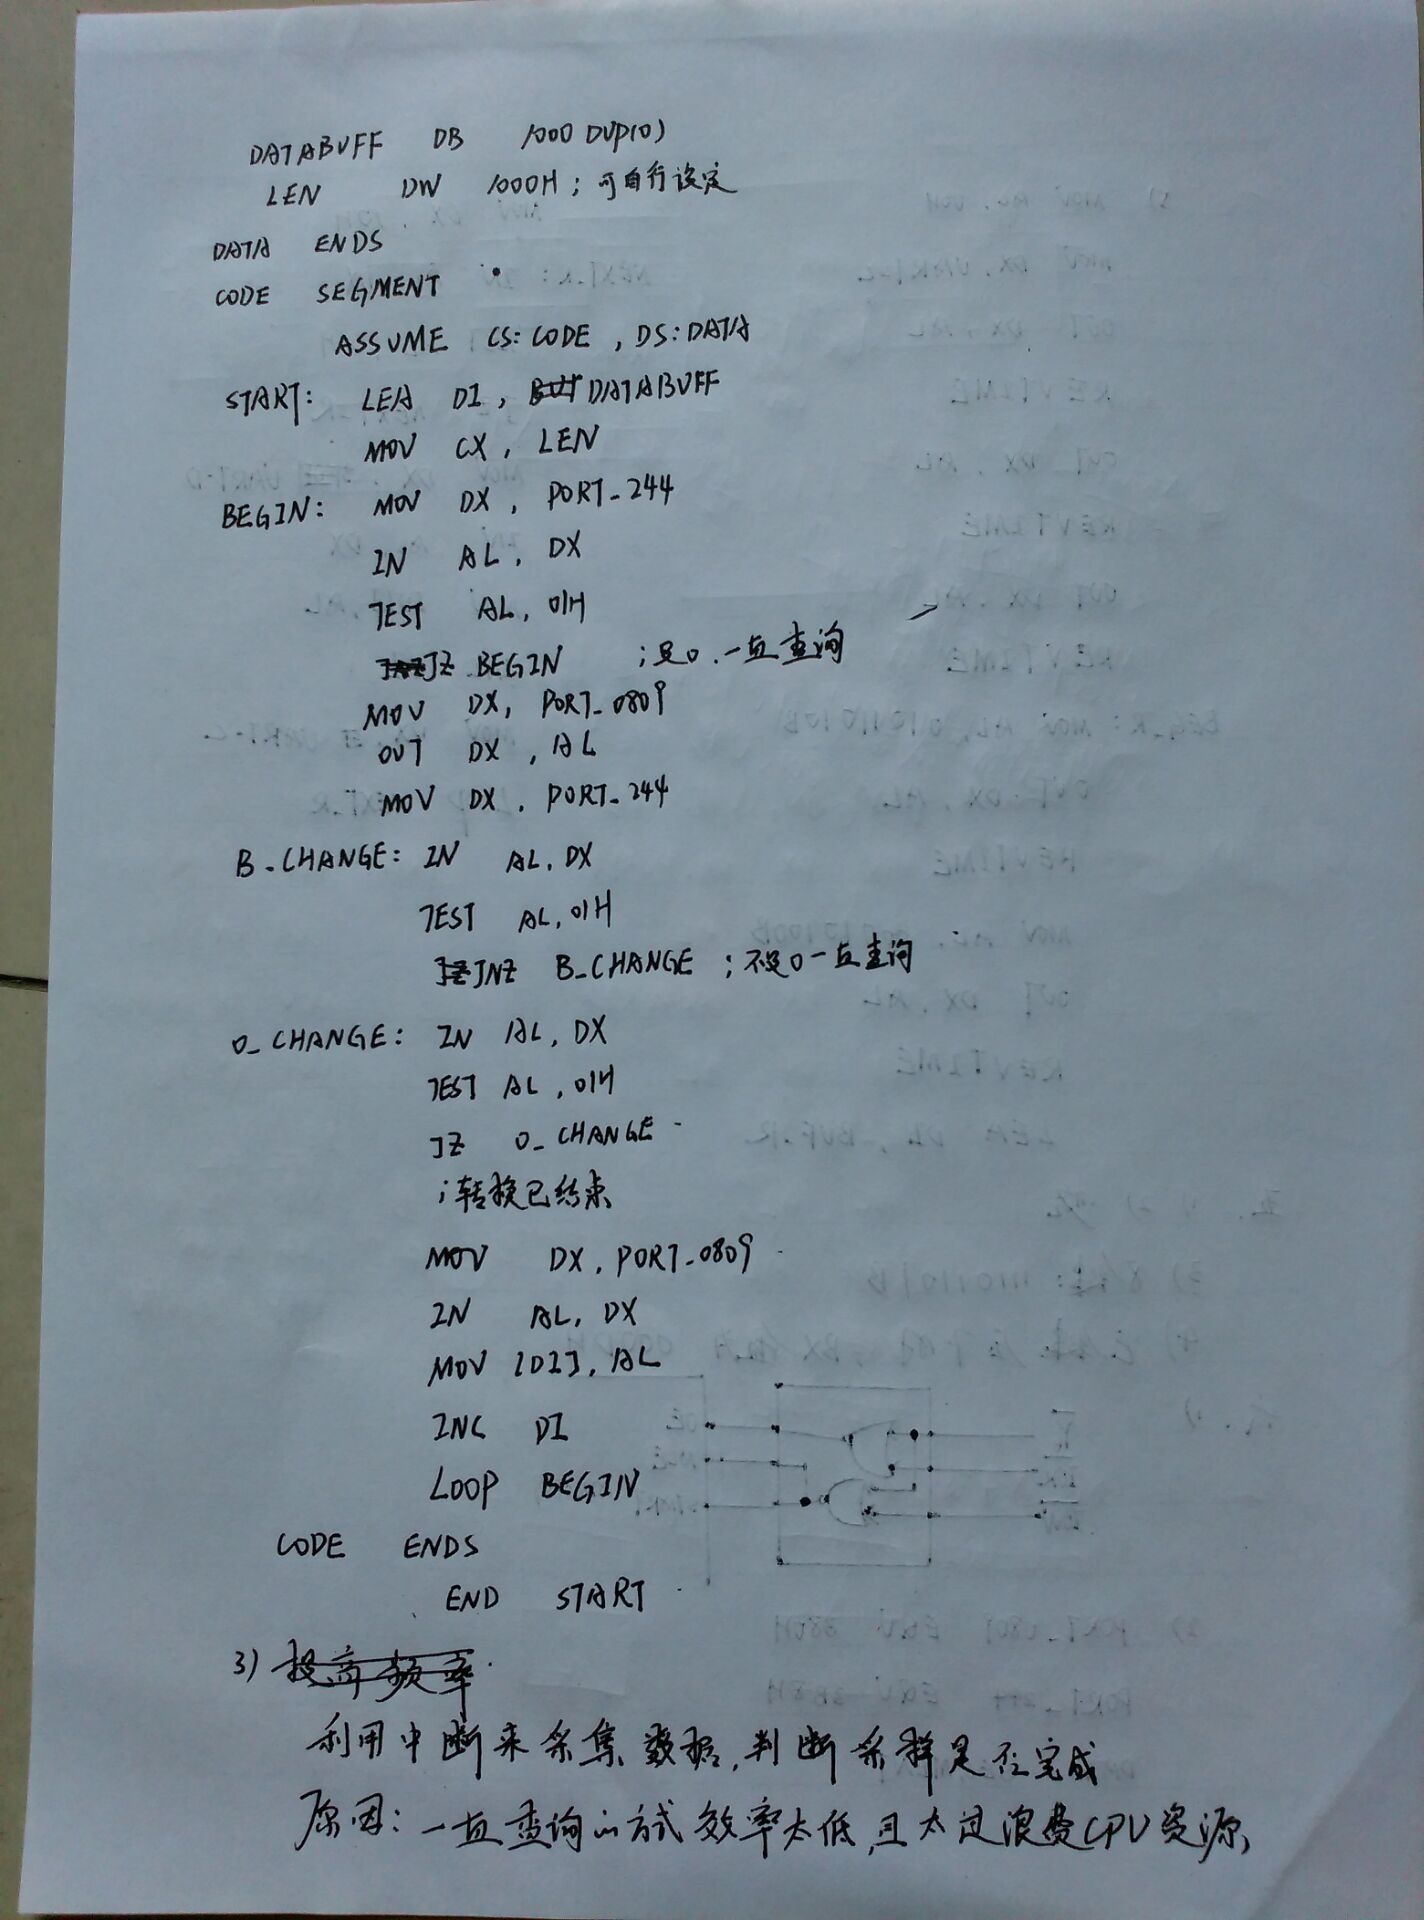 DATABUFF DB 1000 DUP(0)
LEN DW 1000H ; 可自行设定
DATA ENDS
CODE SEGMENT
ASSUME CS: CODE , DS: DATA
START: LEA DI, DATABUFF
MOV CX, LEN
BEGIN: MOV DX, PORT_244
IN AL, DX
TEST AL, 01H
JZ BEGIN ;是0.一直查询
MOV DX, PORT_0809
OUT DX, AL
MOV DX, PORT_244
B_CHANGE: IN AL, DX
TEST AL, 01H
JNZ B_CHANGE ; 不是0一直查询
O_CHANGE: IN AL, DX
TEST AL, 01H
JZ O_CHANGE
;转换已结束
MOV DX, PORT_0809
IN AL, DX
MOV [DI], AL
INC DI
LOOP BEGIN
CODE ENDS
END START
3) 提高频率
利用中断来采集数据,判断采样是否完成
原因: 一直查询的方式效率太低,且太过浪费CPU资源,